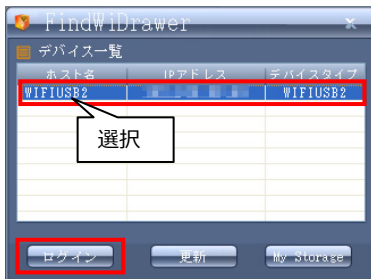 FindWiDrawer
デバイス一覧
ホスト名 IPアドレス デバイスタイプ
WIFIUSB2 WIFIUSB2
選択
ログイン 更新 My Storage